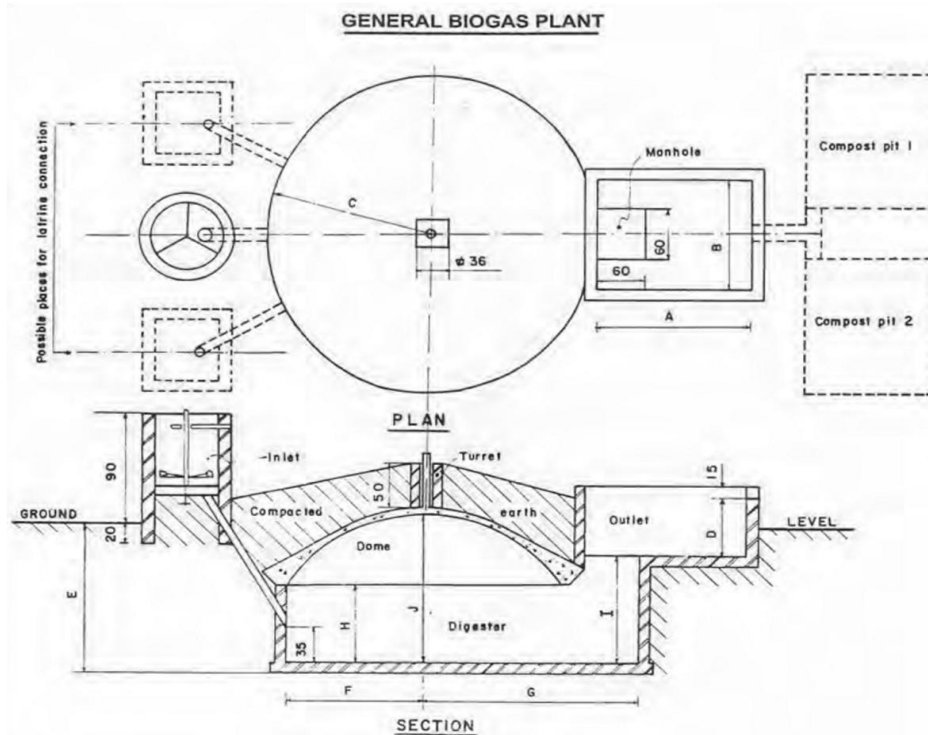 GENERAL BIOGAS PLANT
Possible places for latrine connection
C
ø 36
Manhole
60
60
B
A
Compost pit 1
Compost pit 2
PLAN
Inlet
Turret
90
20
50
15
GROUND
LEVEL
Compacted
earth
Outlet
D
Dome
E
H
J
I
Digester
35
F
G
SECTION